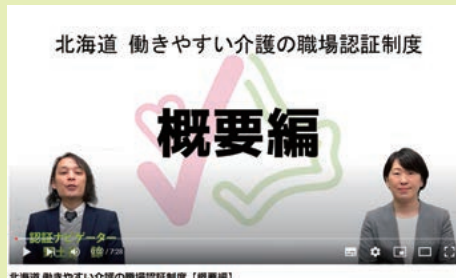 北海道 働きやすい介護の職場認証制度
概要編
認証ナビゲーター
/ 7:28
北海道 働きやすい介護の職場認証制度【概要編】